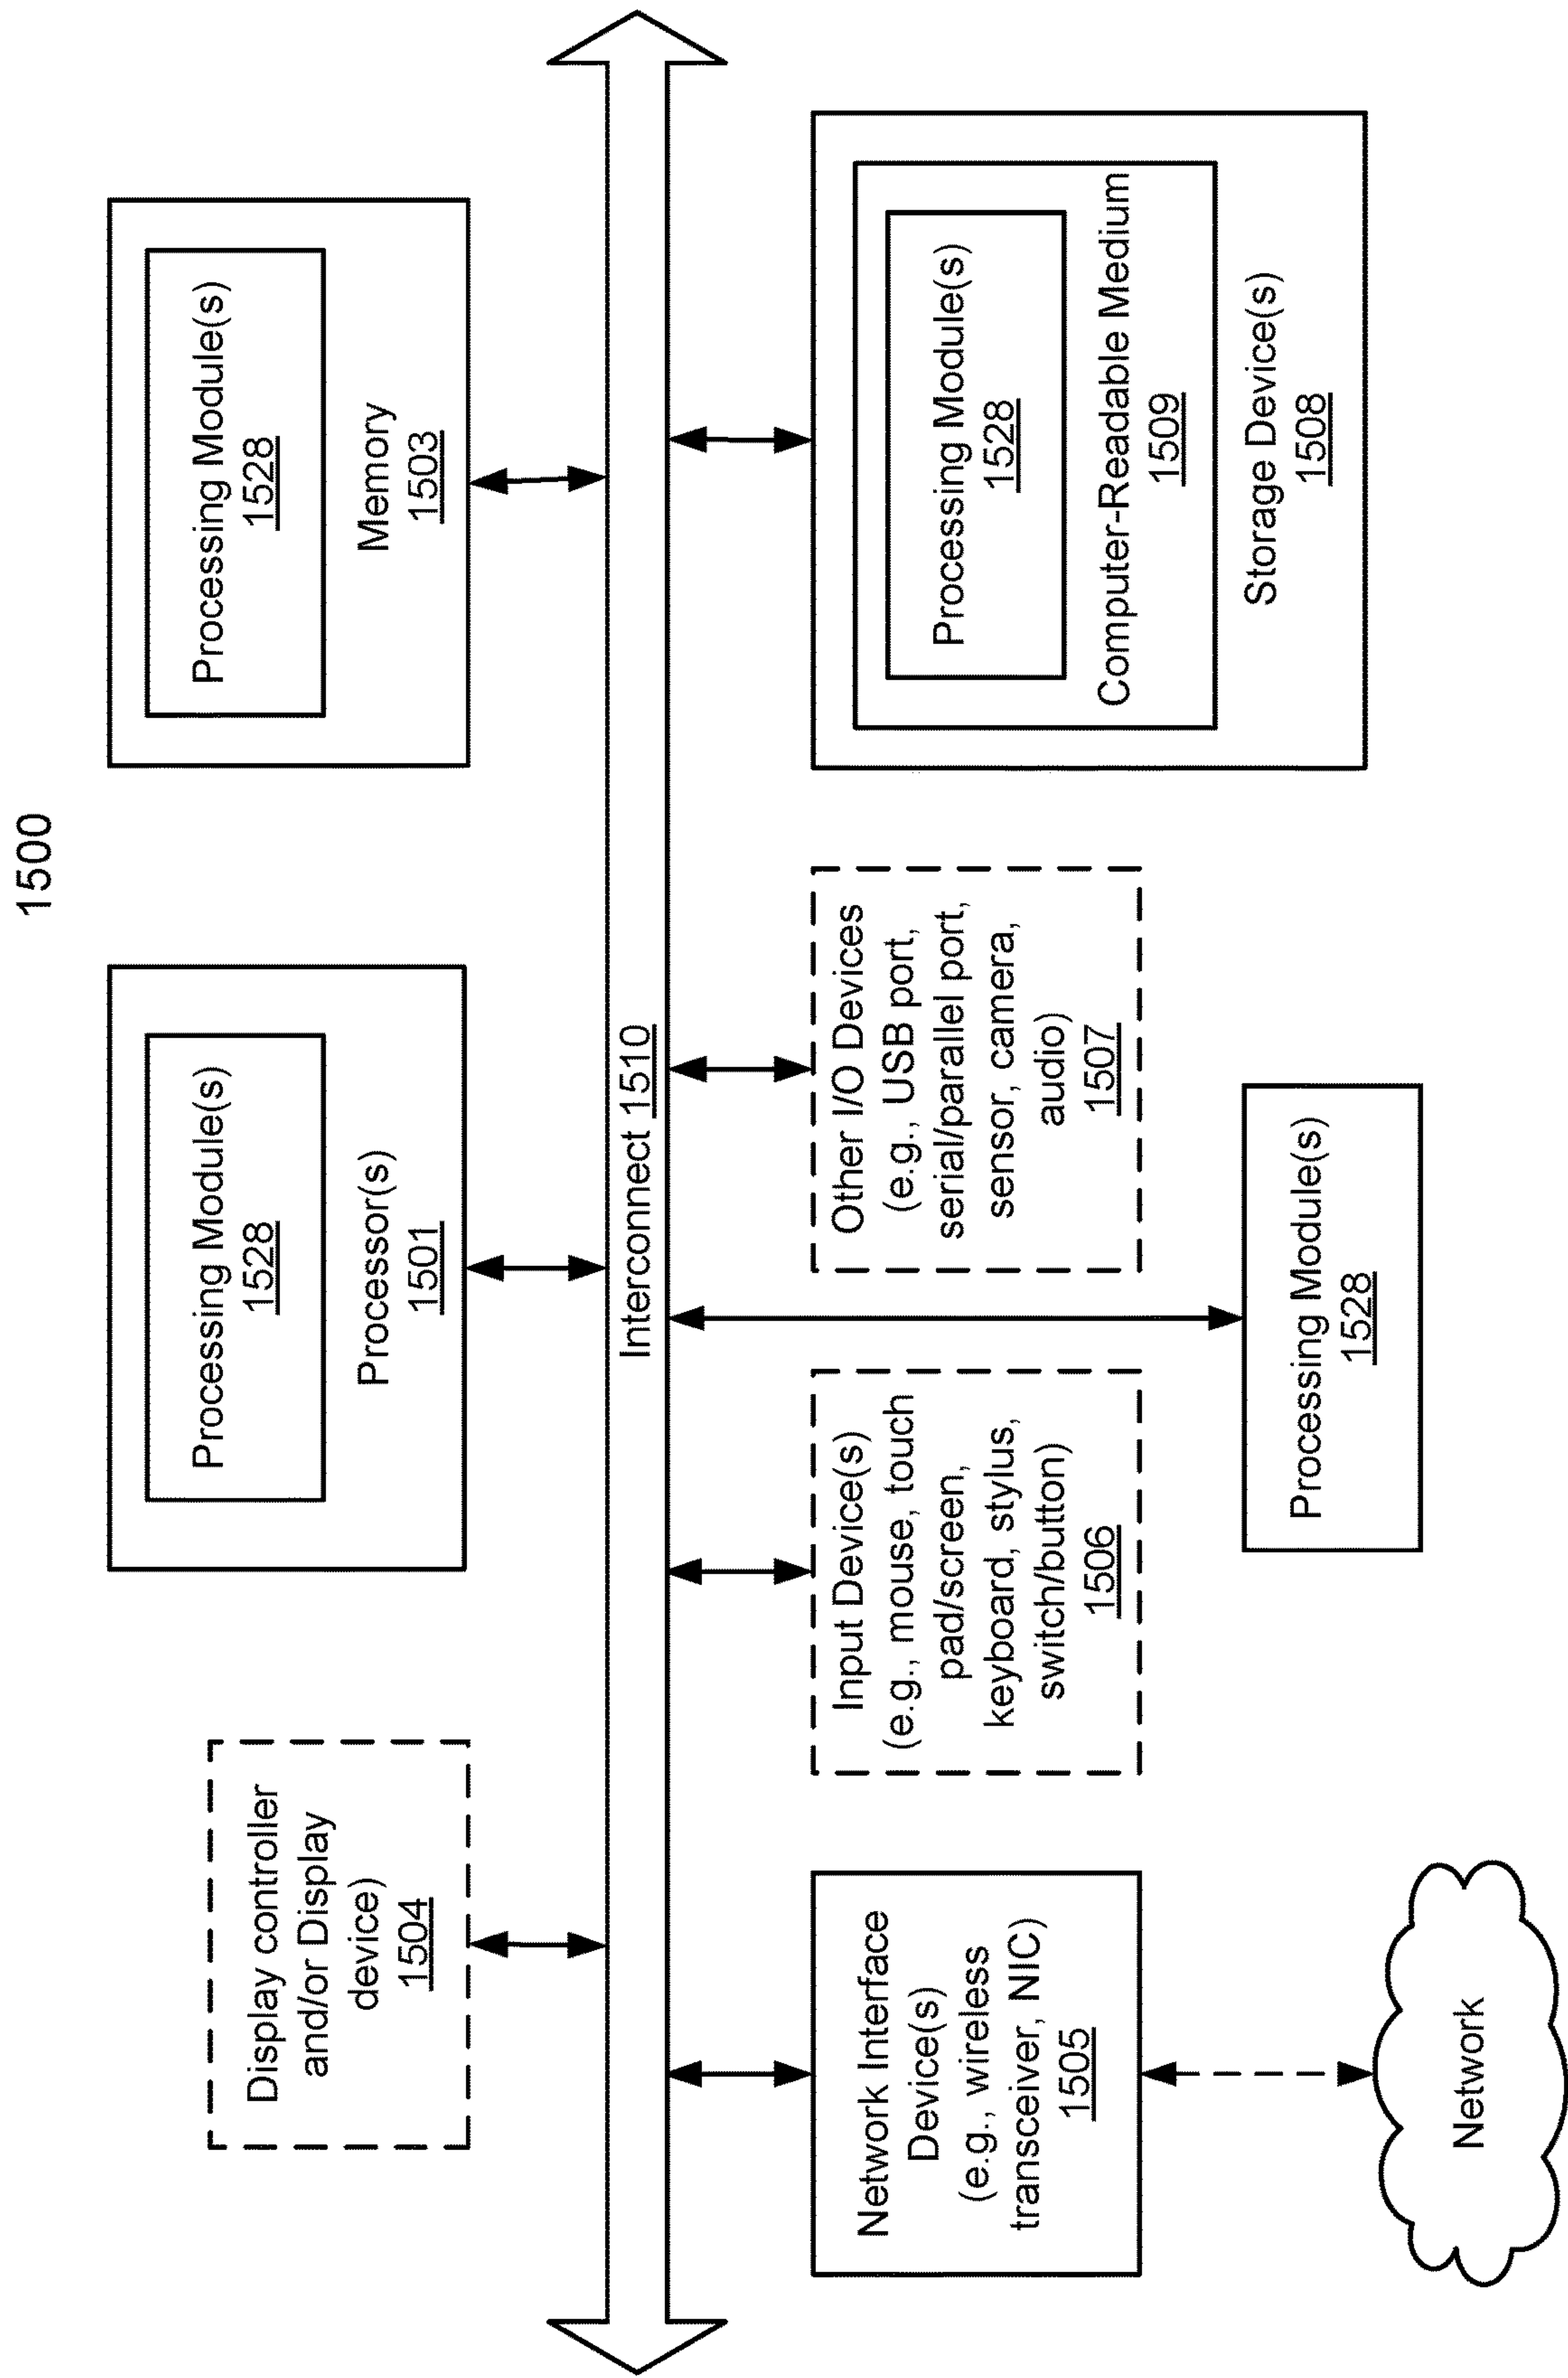 1500
Display controller
and/or Display
device)
1504
Processing Module(s)
1528
Processor(s)
1501
Processing Module(s)
1528
Memory
1503
Interconnect 1510
Network Interface
Device(s)
(e.g., wireless
transceiver, NIC)
1505
Input Device(s)
(e.g., mouse, touch
pad/screen,
keyboard, stylus,
switch/button)
1506
Other I/O Devices
(e.g., USB port,
serial/parallel port,
sensor, camera,
audio)
1507
Processing Module(s)
1528
Computer-Readable Medium
1509
Storage Device(s)
1508
Processing Module(s)
1528
Network